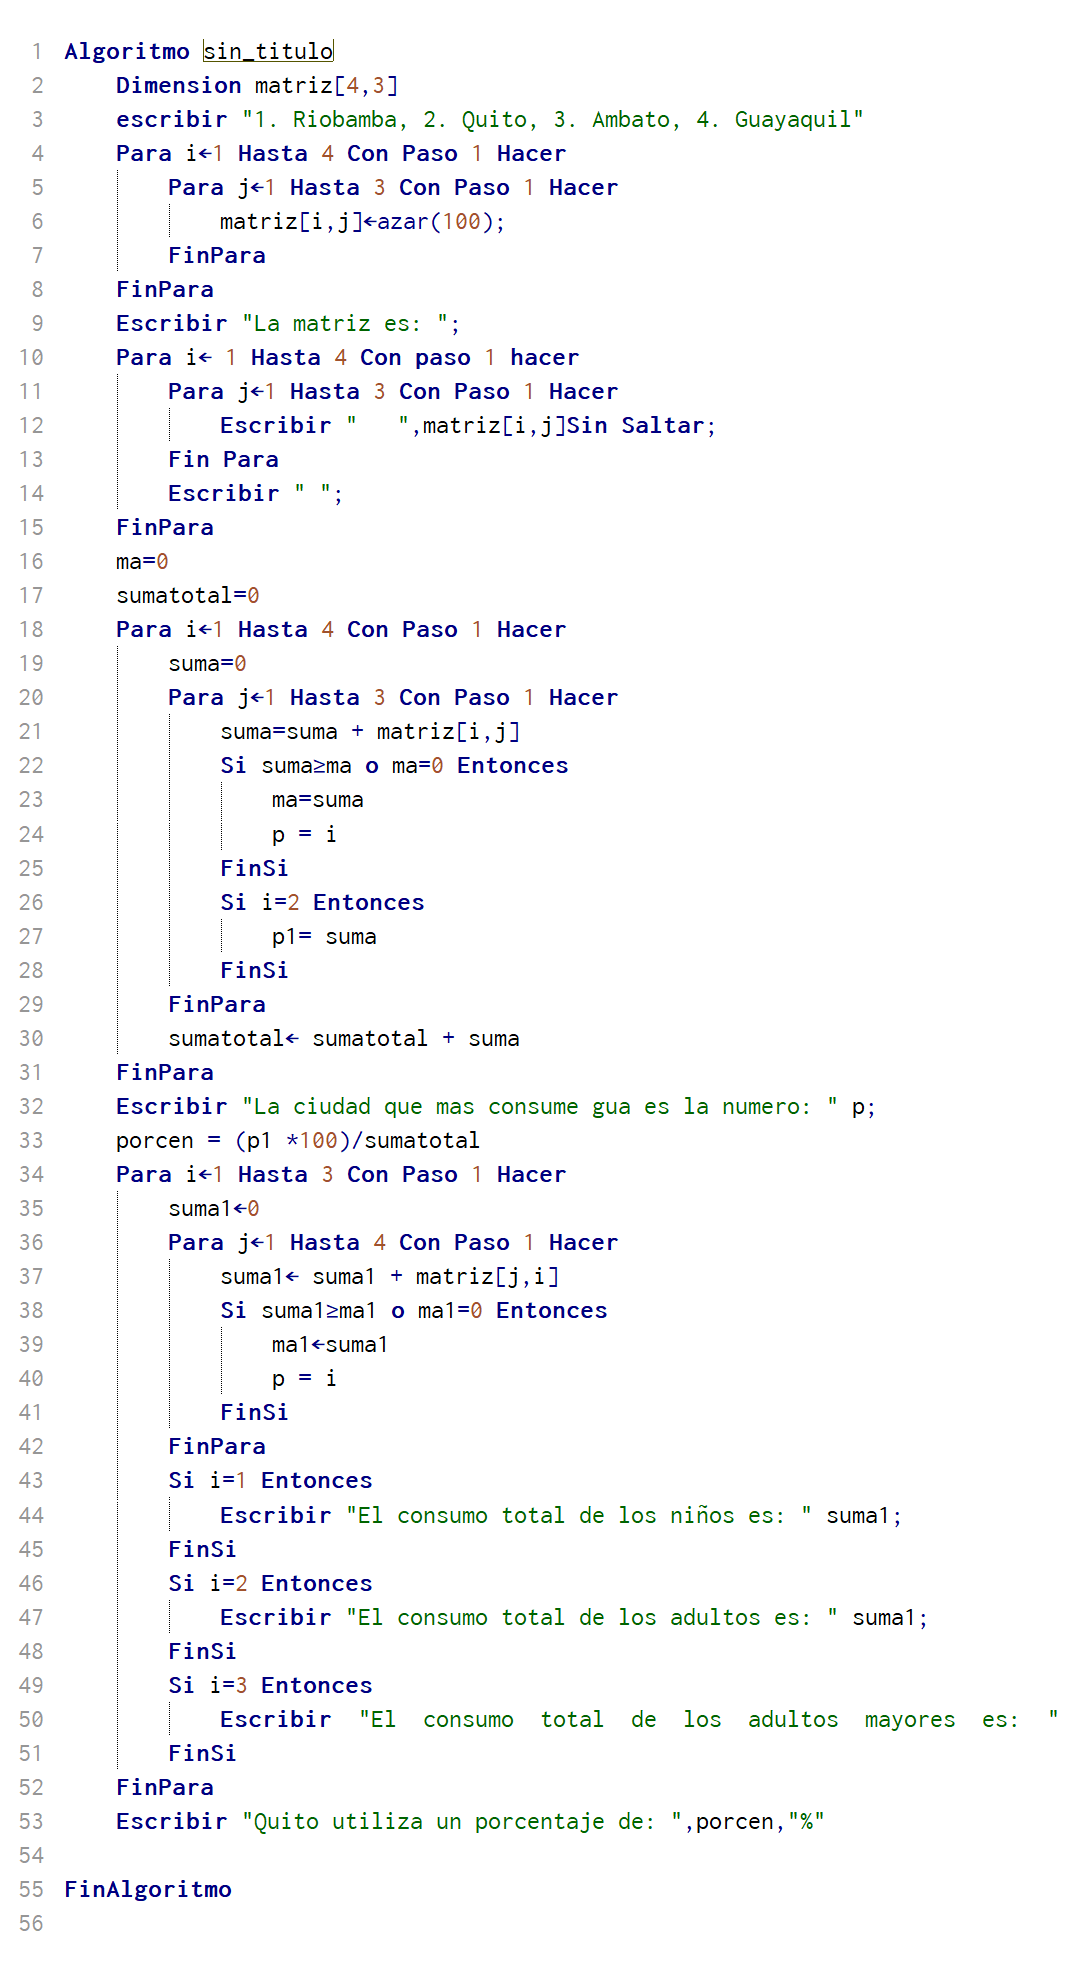 1 Algoritmo sin_titulo
2 Dimension matriz[4,3]
3 escribir "1. Riobamba, 2. Quito, 3. Ambato, 4. Guayaquil"
4 Para i←1 Hasta 4 Con Paso 1 Hacer
5 Para j←1 Hasta 3 Con Paso 1 Hacer
6 matriz[i,j]←azar(100);
7 FinPara
8 FinPara
9 Escribir "La matriz es: ";
10 Para i← 1 Hasta 4 Con paso 1 hacer
11 Para j←1 Hasta 3 Con Paso 1 Hacer
12 Escribir "   ",matriz[i,j]Sin Saltar;
13 Fin Para
14 Escribir " ";
15 FinPara
16 ma=0
17 sumatotal=0
18 Para i←1 Hasta 4 Con Paso 1 Hacer
19 suma=0
20 Para j←1 Hasta 3 Con Paso 1 Hacer
21 suma=suma + matriz[i,j]
22 Si suma≥ma o ma=0 Entonces
23 ma=suma
24 p = i
25 FinSi
26 Si i=2 Entonces
27 p1= suma
28 FinSi
29 FinPara
30 sumatotal← sumatotal + suma
31 FinPara
32 Escribir "La ciudad que mas consume gua es la numero: " p;
33 porcen = (p1 *100)/sumatotal
34 Para i←1 Hasta 3 Con Paso 1 Hacer
35 suma1←0
36 Para j←1 Hasta 4 Con Paso 1 Hacer
37 suma1← suma1 + matriz[j,i]
38 Si suma1≥ma1 o ma1=0 Entonces
39 ma1←suma1
40 p = i
41 FinSi
42 FinPara
43 Si i=1 Entonces
44 Escribir "El consumo total de los niños es: " suma1;
45 FinSi
46 Si i=2 Entonces
47 Escribir "El consumo total de los adultos es: " suma1;
48 FinSi
49 Si i=3 Entonces
50 Escribir "El consumo total de los adultos mayores es: "
51 FinSi
52 FinPara
53 Escribir "Quito utiliza un porcentaje de: ",porcen,"%"
54
55 FinAlgoritmo
56